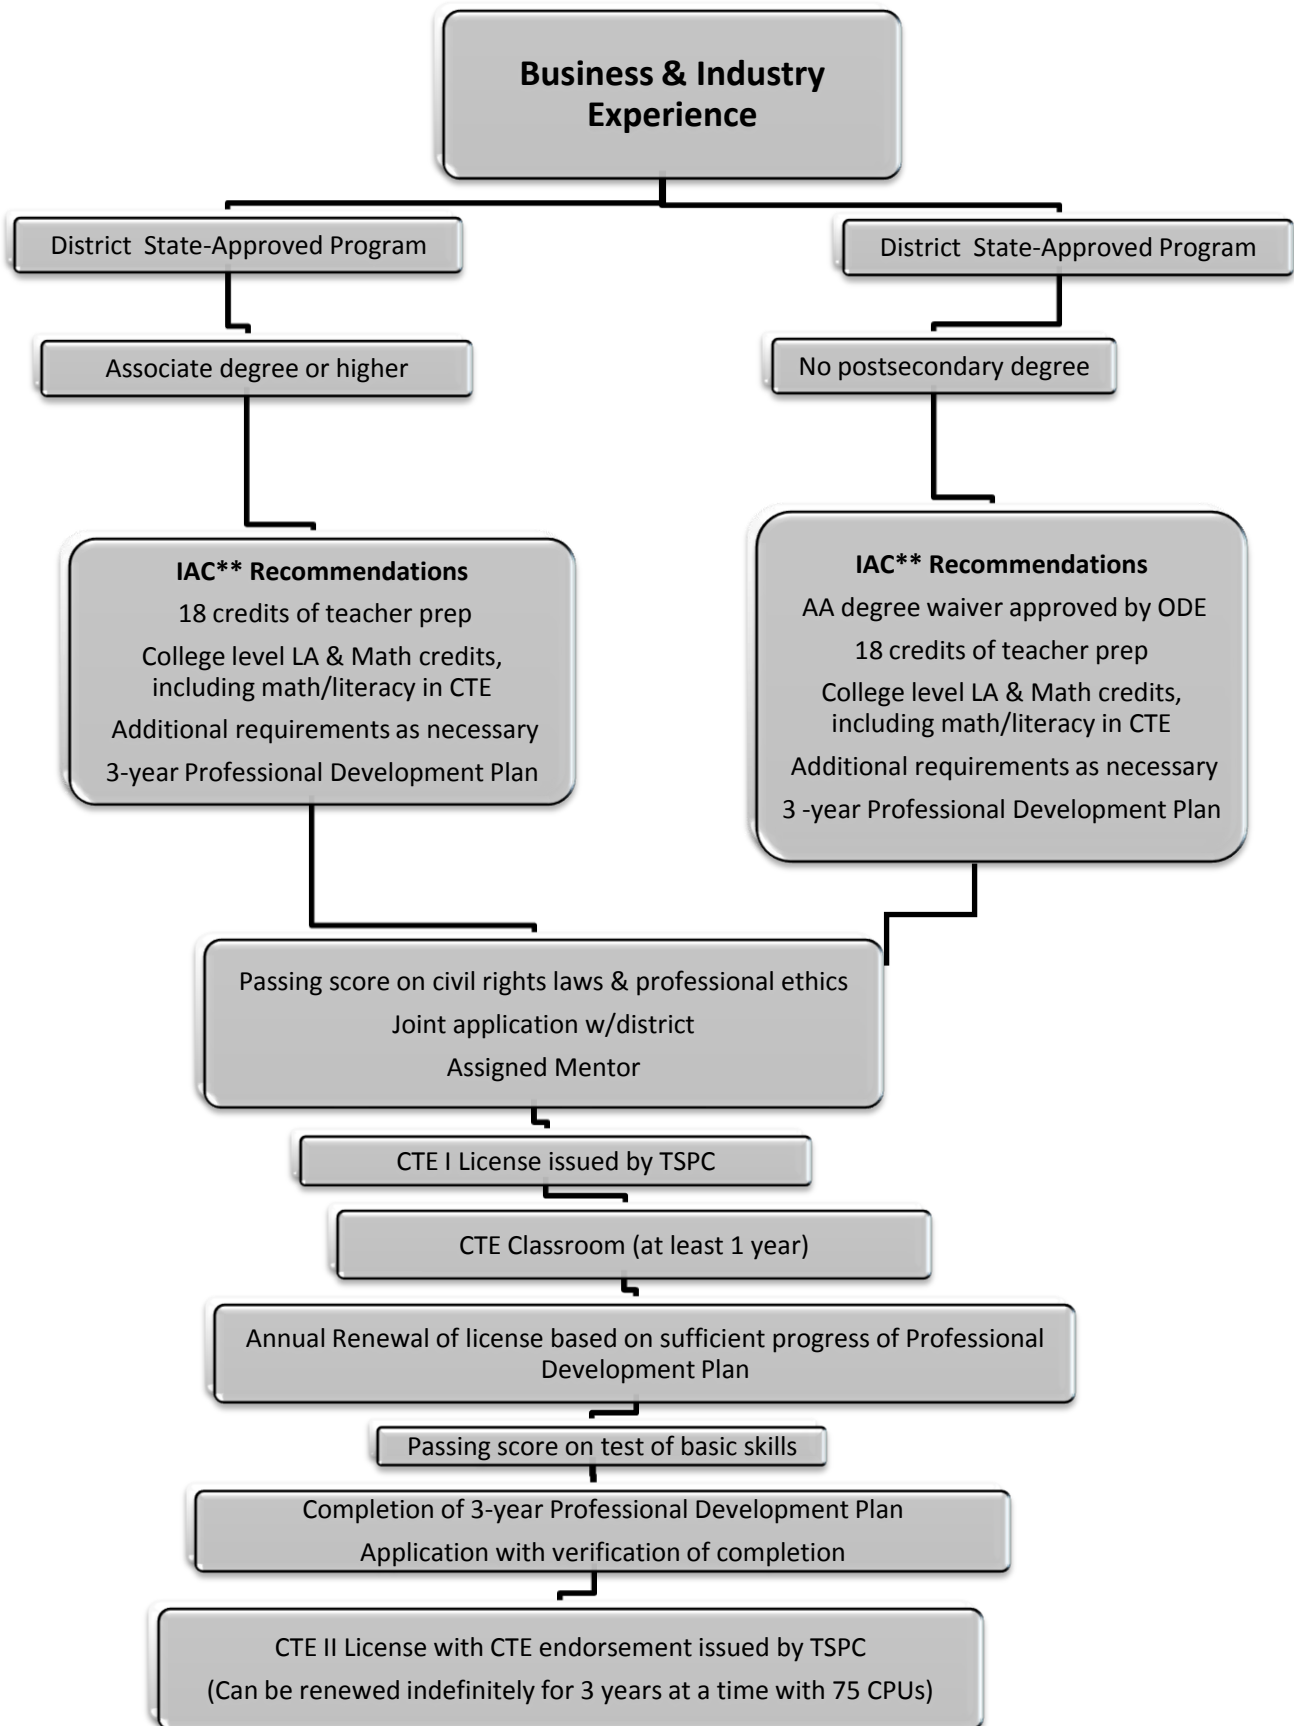 Business & Industry
Experience
District  State-Approved Program
District  State-Approved Program
Associate degree or higher
No postsecondary degree
IAC** Recommendations
18 credits of teacher prep
College level LA & Math credits,
including math/literacy in CTE
Additional requirements as necessary
3-year Professional Development Plan
IAC** Recommendations
AA degree waiver approved by ODE
18 credits of teacher prep
College level LA & Math credits,
including math/literacy in CTE
Additional requirements as necessary
3 -year Professional Development Plan
Passing score on civil rights laws & professional ethics
Joint application w/district
Assigned Mentor
CTE I License issued by TSPC
CTE Classroom (at least 1 year)
Annual Renewal of license based on sufficient progress of Professional
Development Plan
Passing score on test of basic skills
Completion of 3-year Professional Development Plan
Application with verification of completion
CTE II License with CTE endorsement issued by TSPC
(Can be renewed indefinitely for 3 years at a time with 75 CPUs)